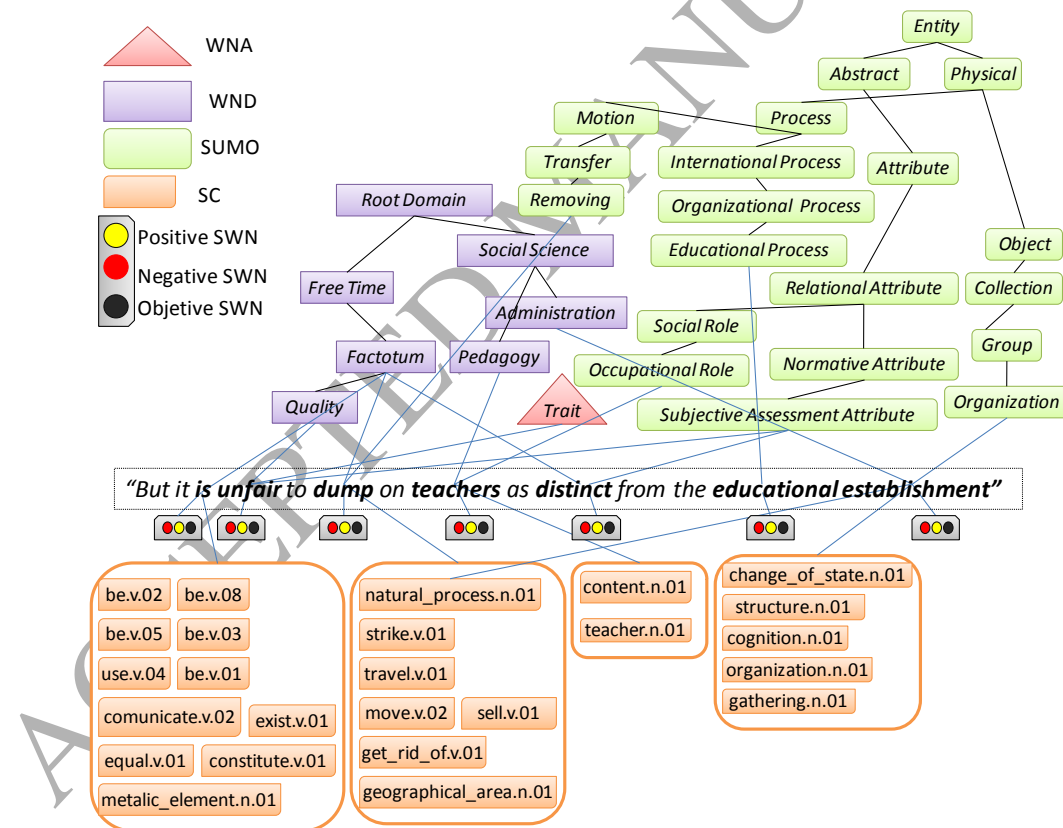 WNA
WND
SUMO
SC
Positive SWN
Negative SWN
Objetive SWN
Entity
Abstract
Physical
Motion
Process
Transfer
International Process
Attribute
Root Domain
Removing
Organizational Process
Social Science
Educational Process
Object
Free Time
Relational Attribute
Collection
Administration
Social Role
Factotum
Pedagogy
Occupational Role
Normative Attribute
Group
Quality
Trait
Subjective Assessment Attribute
Organization
“But it is unfair to dump on teachers as distinct from the educational establishment”
be.v.02
be.v.08
be.v.05
be.v.03
use.v.04
be.v.01
comunicate.v.02
exist.v.01
equal.v.01
constitute.v.01
metalic_element.n.01
natural_process.n.01
strike.v.01
travel.v.01
move.v.02
sell.v.01
get_rid_of.v.01
geographical_area.n.01
content.n.01
teacher.n.01
change_of_state.n.01
structure.n.01
cognition.n.01
organization.n.01
gathering.n.01
ACCEPTED MANU